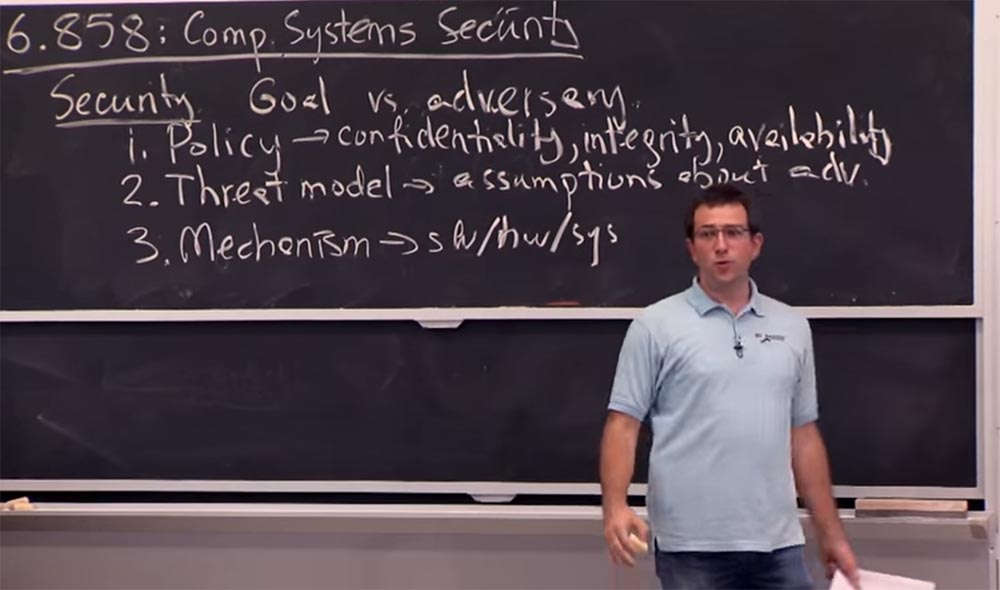 6.858: Comp. Systems Security
Security Goal vs. adversary.
1. Policy → confidentiality, integrity, availability
2. Threat model → assumptions about adv.
3. Mechanism → sw/hw/sys